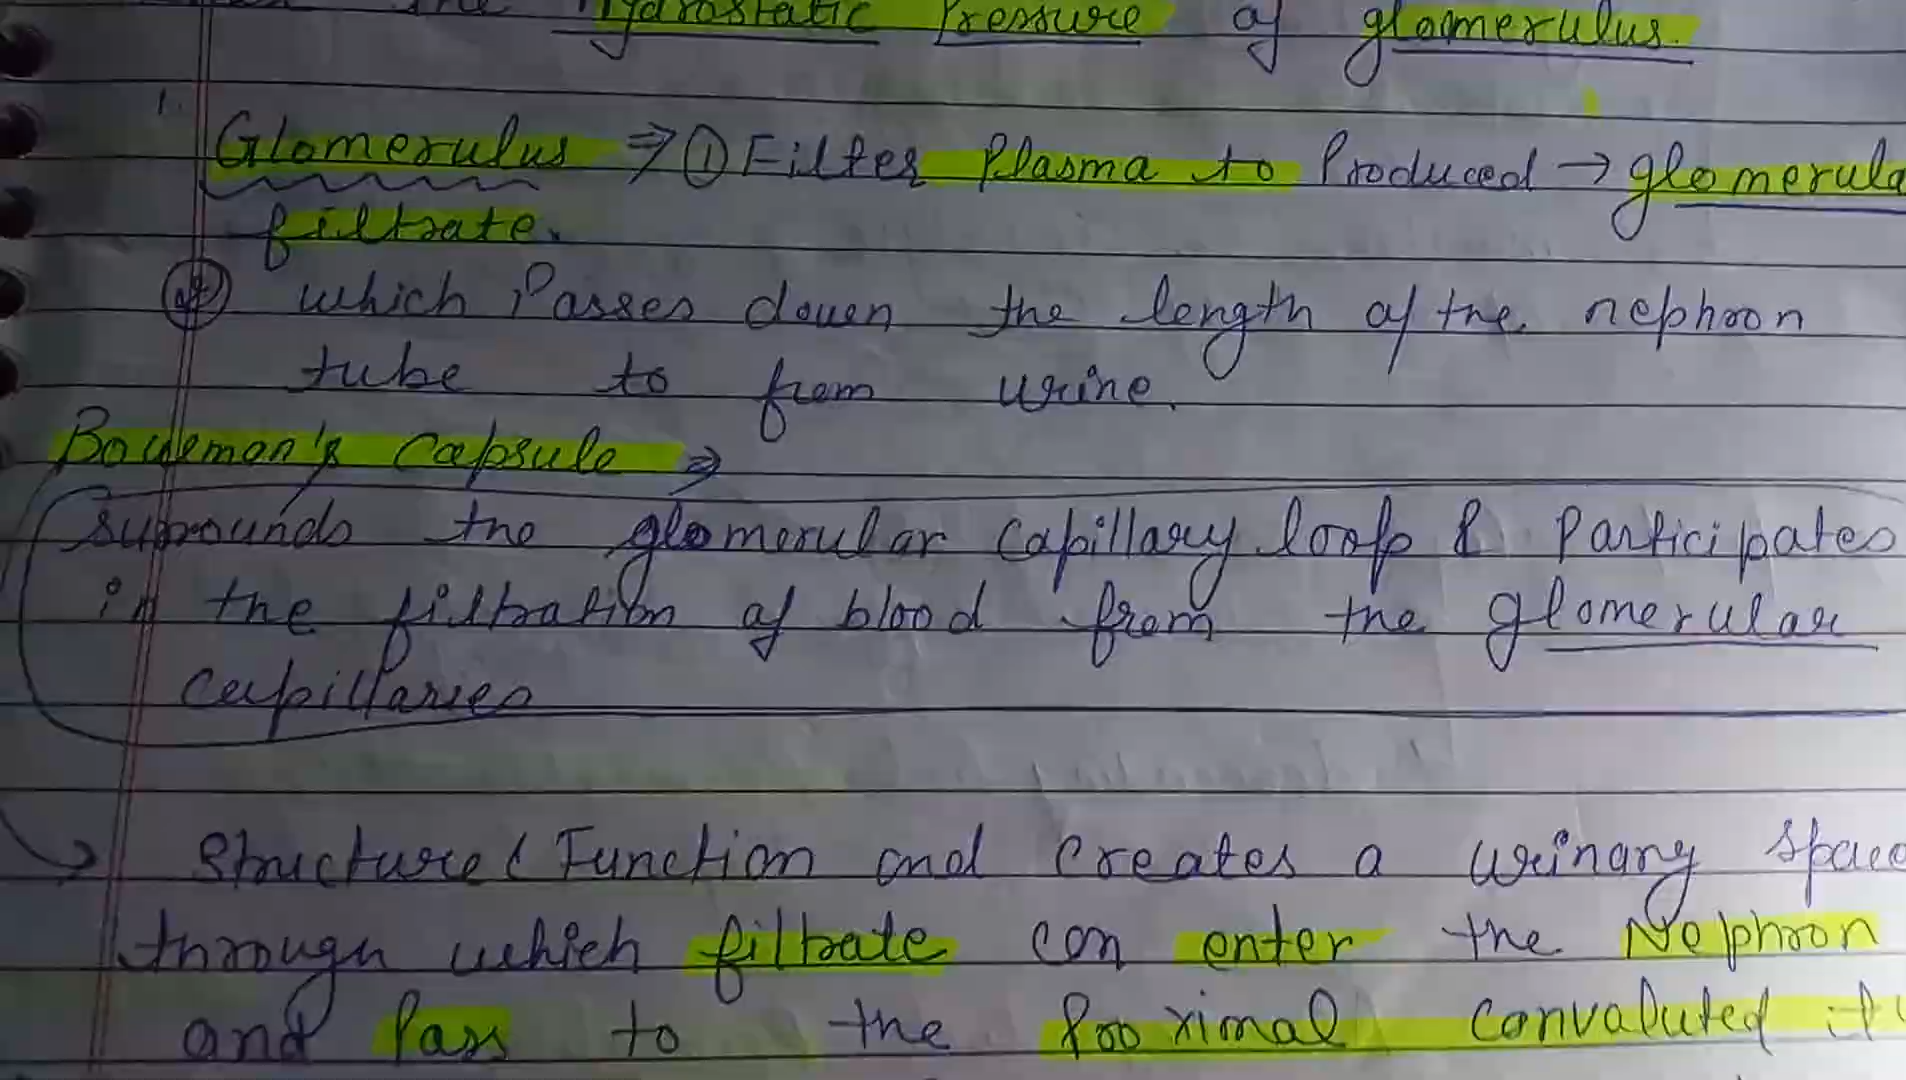 the Hydrostatic Pressure of glomerulus.
1.
Glomerulus ⇒ ① Filter Plasma to Produced → glomerula
filtrate.
which Passes down the length of the nephron
tube to from urine.
Bowemon's Capsule ⇒
Surrounds the glomerular capillary loop & Participates
in the filtration of blood from the glomerular
capillaries
→ Structure ( Function and creates a urinary space
through which filtrate can enter the Nephron
and Pass to the Proximal convaluted